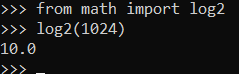 >>> from math import log2
>>> log2(1024)
10.0
>>>